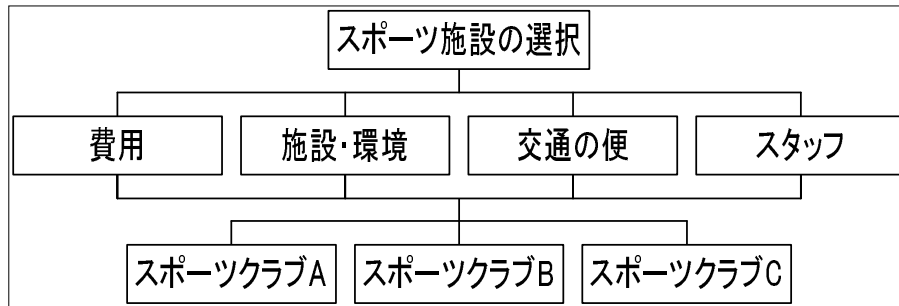 スポーツ施設の選択
費用
施設・環境
交通の便
スタッフ
スポーツクラブA
スポーツクラブB
スポーツクラブC